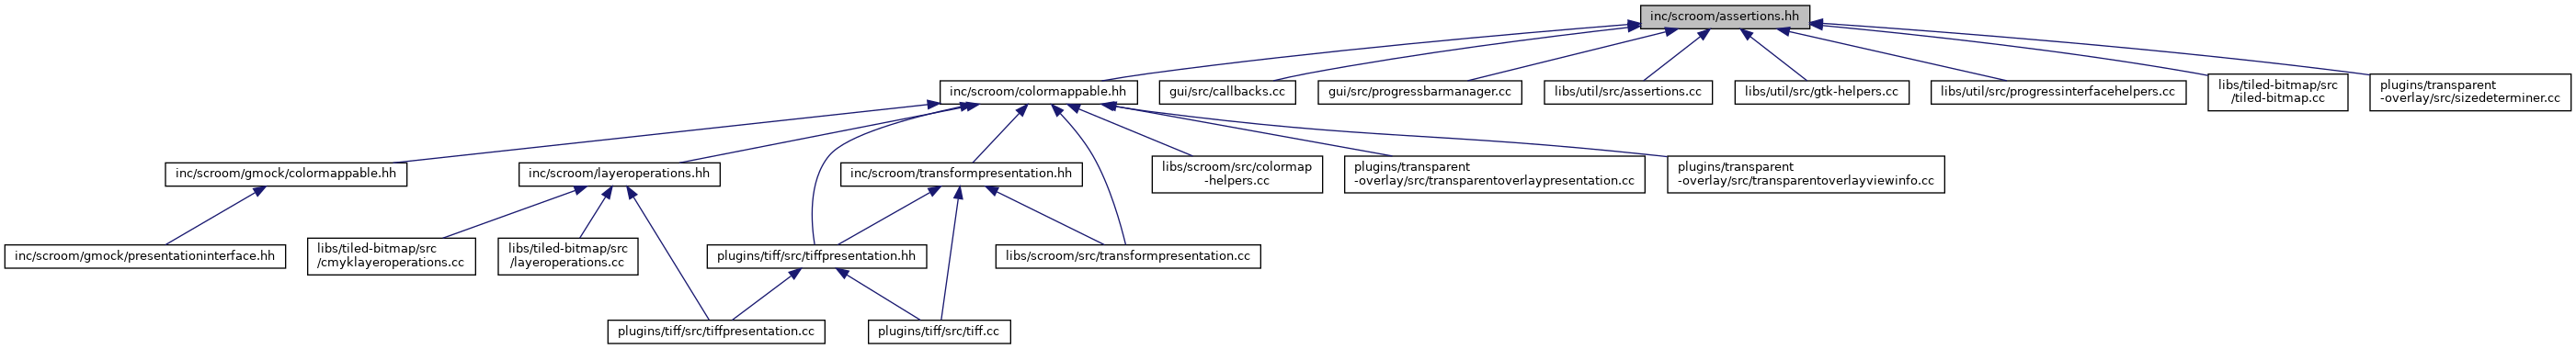 inc/scroom/assertions.hh
inc/scroom/colormappable.hh
gui/src/callbacks.cc
gui/src/progressbarmanager.cc
libs/util/src/assertions.cc
libs/util/src/gtk-helpers.cc
libs/util/src/progressinterfacehelpers.cc
libs/tiled-bitmap/src
/tiled-bitmap.cc
plugins/transparent
-overlay/src/sizedeterminer.cc
inc/scroom/gmock/colormappable.hh
inc/scroom/layeroperations.hh
inc/scroom/transformpresentation.hh
libs/scroom/src/colormap
-helpers.cc
plugins/transparent
-overlay/src/transparentoverlaypresentation.cc
plugins/transparent
-overlay/src/transparentoverlayviewinfo.cc
inc/scroom/gmock/presentationinterface.hh
libs/tiled-bitmap/src
/cmyklayeroperations.cc
libs/tiled-bitmap/src
/layeroperations.cc
plugins/tiff/src/tiffpresentation.hh
libs/scroom/src/transformpresentation.cc
plugins/tiff/src/tiffpresentation.cc
plugins/tiff/src/tiff.cc